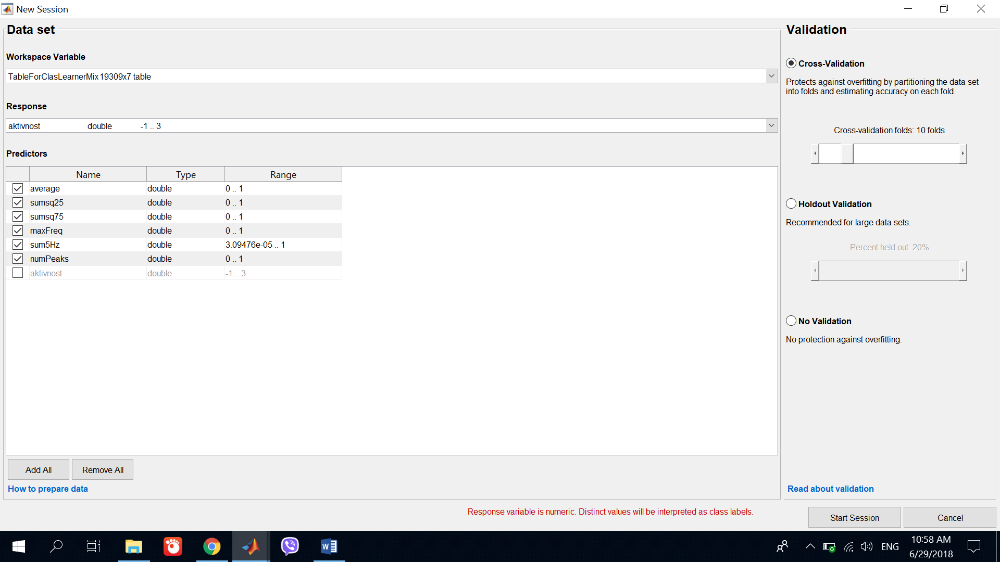 New Session
Data set
Workspace Variable
TableForClasLearnerMix 19309x7 table
Response
aktivnost double -1 .. 3
Predictors
Name Type Range
average double 0 .. 1
sumsq25 double 0 .. 1
sumsq75 double 0 .. 1
maxFreq double 0 .. 1
sum5Hz double 3.09476e-05 .. 1
numPeaks double 0 .. 1
aktivnost double -1 .. 3
Add All Remove All
How to prepare data
Validation
Cross-Validation
Protects against overfitting by partitioning the data set
into folds and estimating accuracy on each fold.
Cross-validation folds: 10 folds
Holdout Validation
Recommended for large data sets.
Percent held out: 20%
No Validation
No protection against overfitting.
Read about validation
Response variable is numeric. Distinct values will be interpreted as class labels.
Start Session Cancel
ENG
10:58 AM
6/29/2018